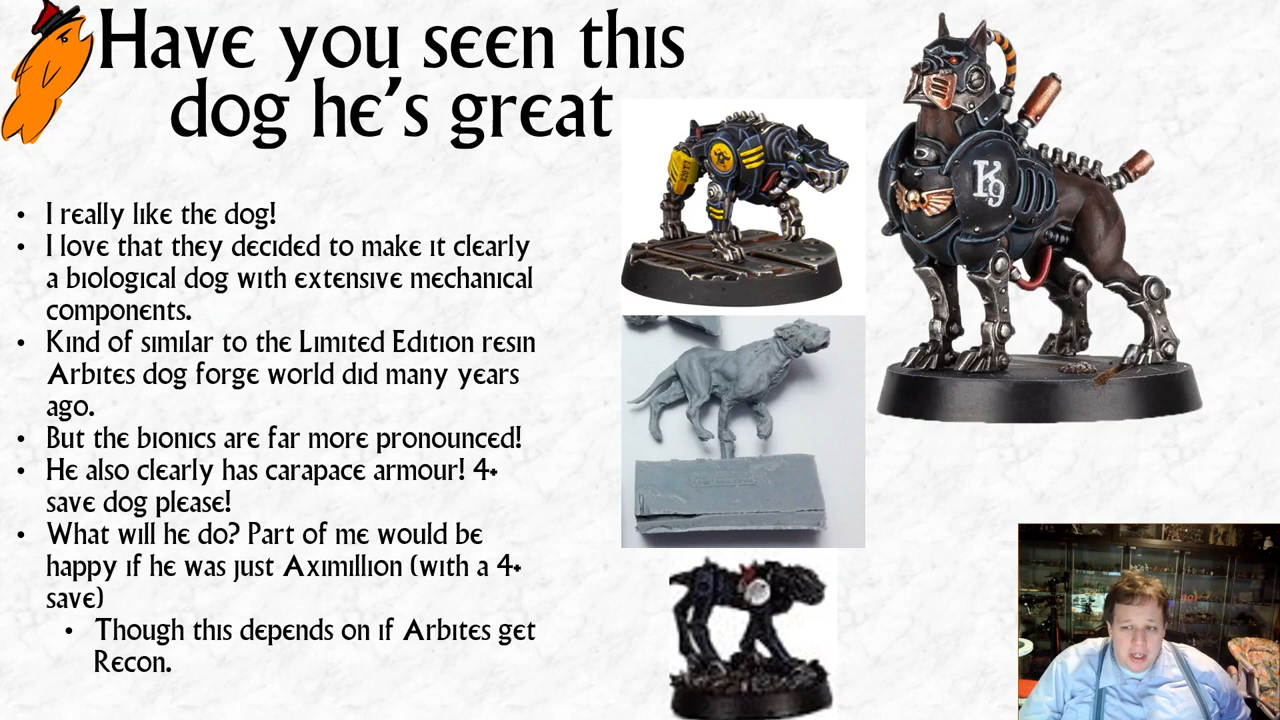 Have you seen this
dog he's great
• I really like the dog!
• I love that they decided to make it clearly
a biological dog with extensive mechanical
components.
• Kind of similar to the Limited Edition resin
Arbites dog forge world did many years
ago.
• But the bionics are far more pronounced!
• He also clearly has carapace armour! 4+
save dog please!
• What will he do? Part of me would be
happy if he was just Aximillion (with a 4+
save)
• Though this depends on if Arbites get
Recon.
K9